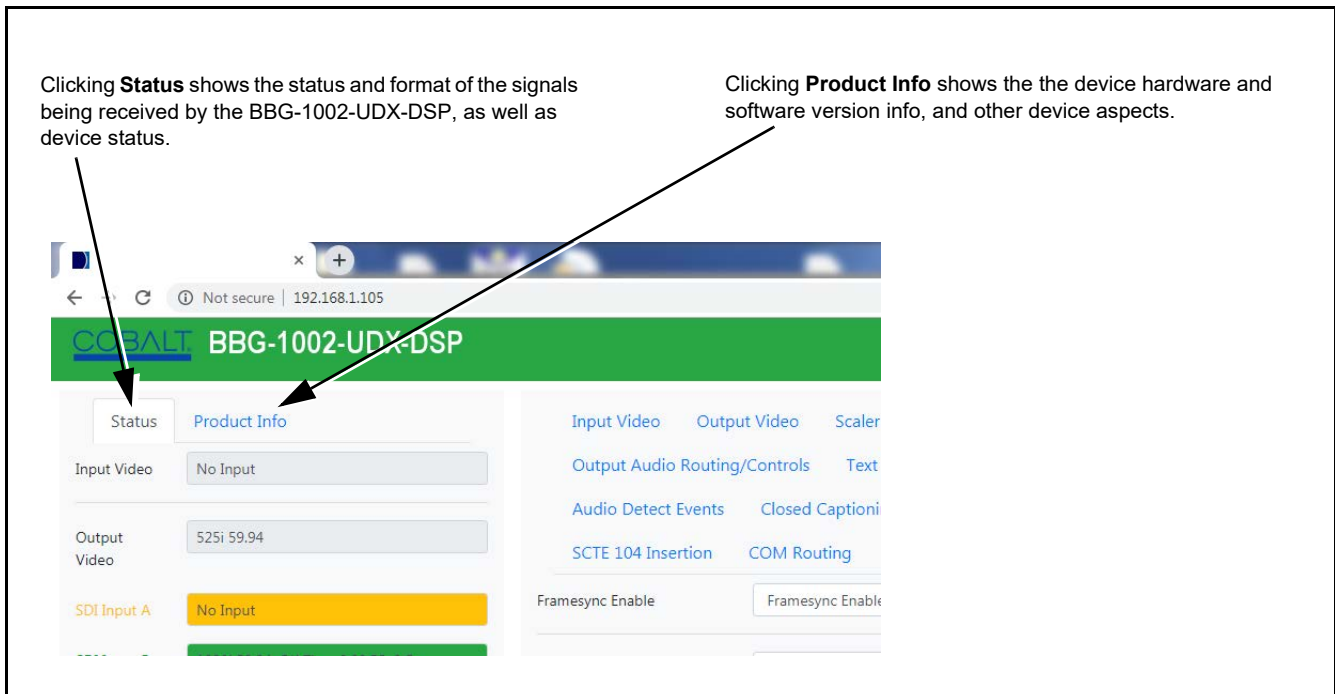 Clicking Status shows the status and format of the signals
being received by the BBG-1002-UDX-DSP, as well as
device status.
Clicking Product Info shows the the device hardware and
software version info, and other device aspects.
Not secure | 192.168.1.105
COBALT. BBG-1002-UDX-DSP
Status Product Info
Input Video No Input
Output
Video
525i 59.94
SDI Input A No Input
Input Video Output Video Scaler
Output Audio Routing/Controls Text
Audio Detect Events Closed Captioni
SCTE 104 Insertion COM Routing
Framesync Enable Framesync Enable